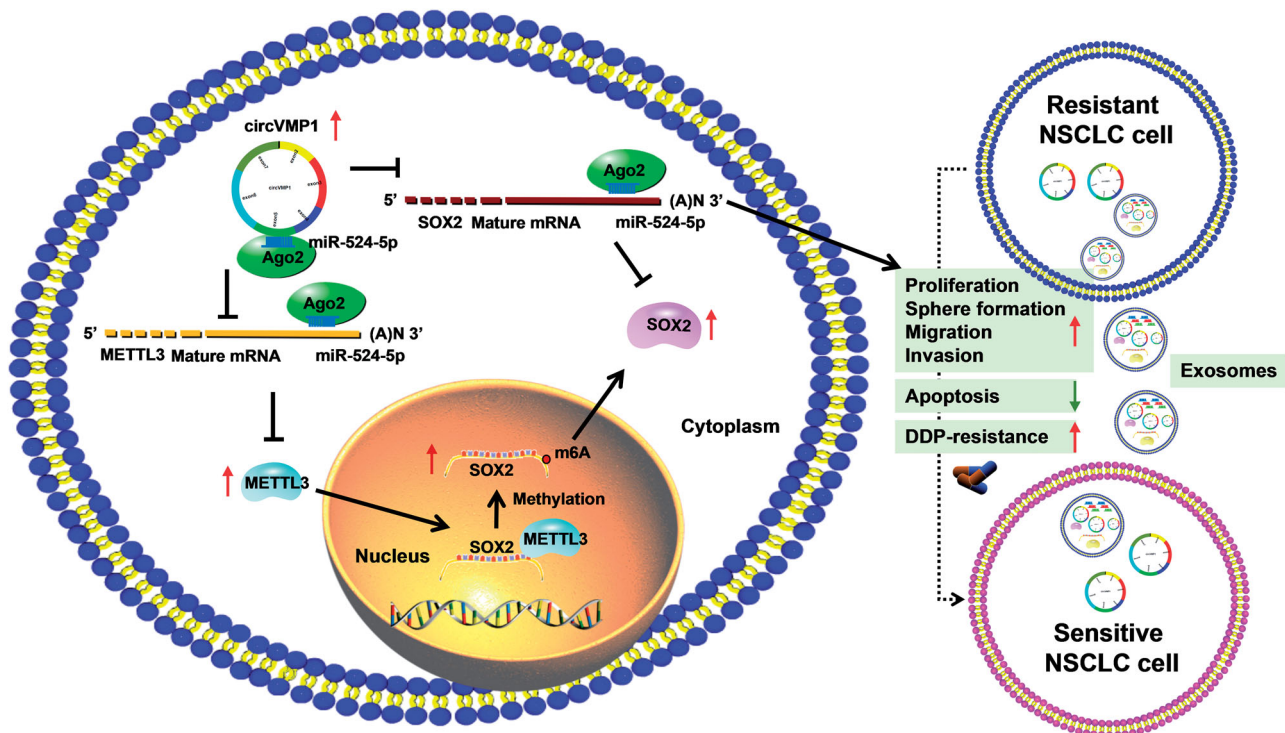 circVMP1
exon7
circVMP1
miR-524-5p
Ago2
Ago2
5’
(A)N 3’
SOX2 Mature mRNA
miR-524-5p
Ago2
5’
(A)N 3’
METTL3 Mature mRNA
miR-524-5p
SOX2
Cytoplasm
METTL3
m6A
SOX2
Methylation
SOX2
METTL3
Nucleus
Resistant
NSCLC cell
Proliferation
Sphere formation
Migration
Invasion
Exosomes
Apoptosis
DDP-resistance
Sensitive
NSCLC cell